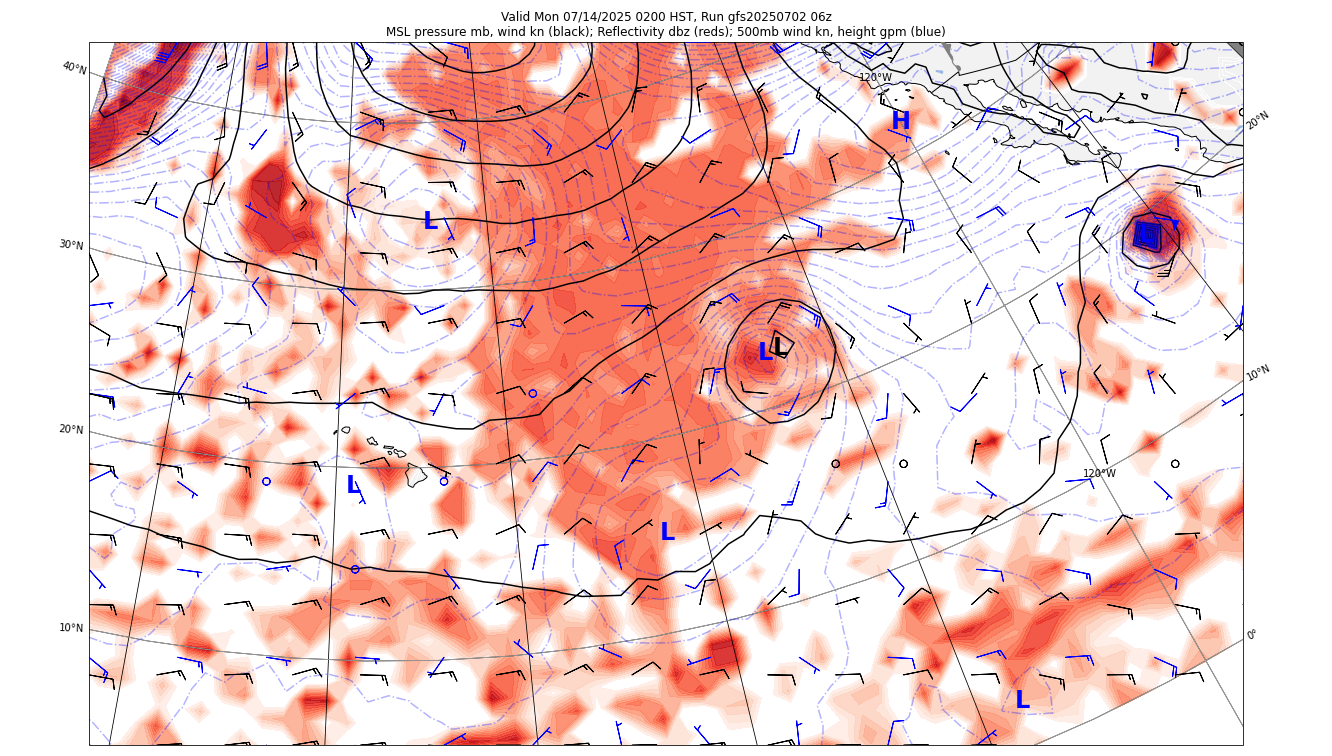 Valid Mon 07/14/2025 0200 HST, Run gfs20250702 06z
MSL pressure mb, wind kn (black); Reflectivity dbz (reds); 500mb wind kn, height gpm (blue)
40°N
120°W
H
20°N
L
30°N
L L
10°N
20°N
120°W
L
L
10°N
0°
L